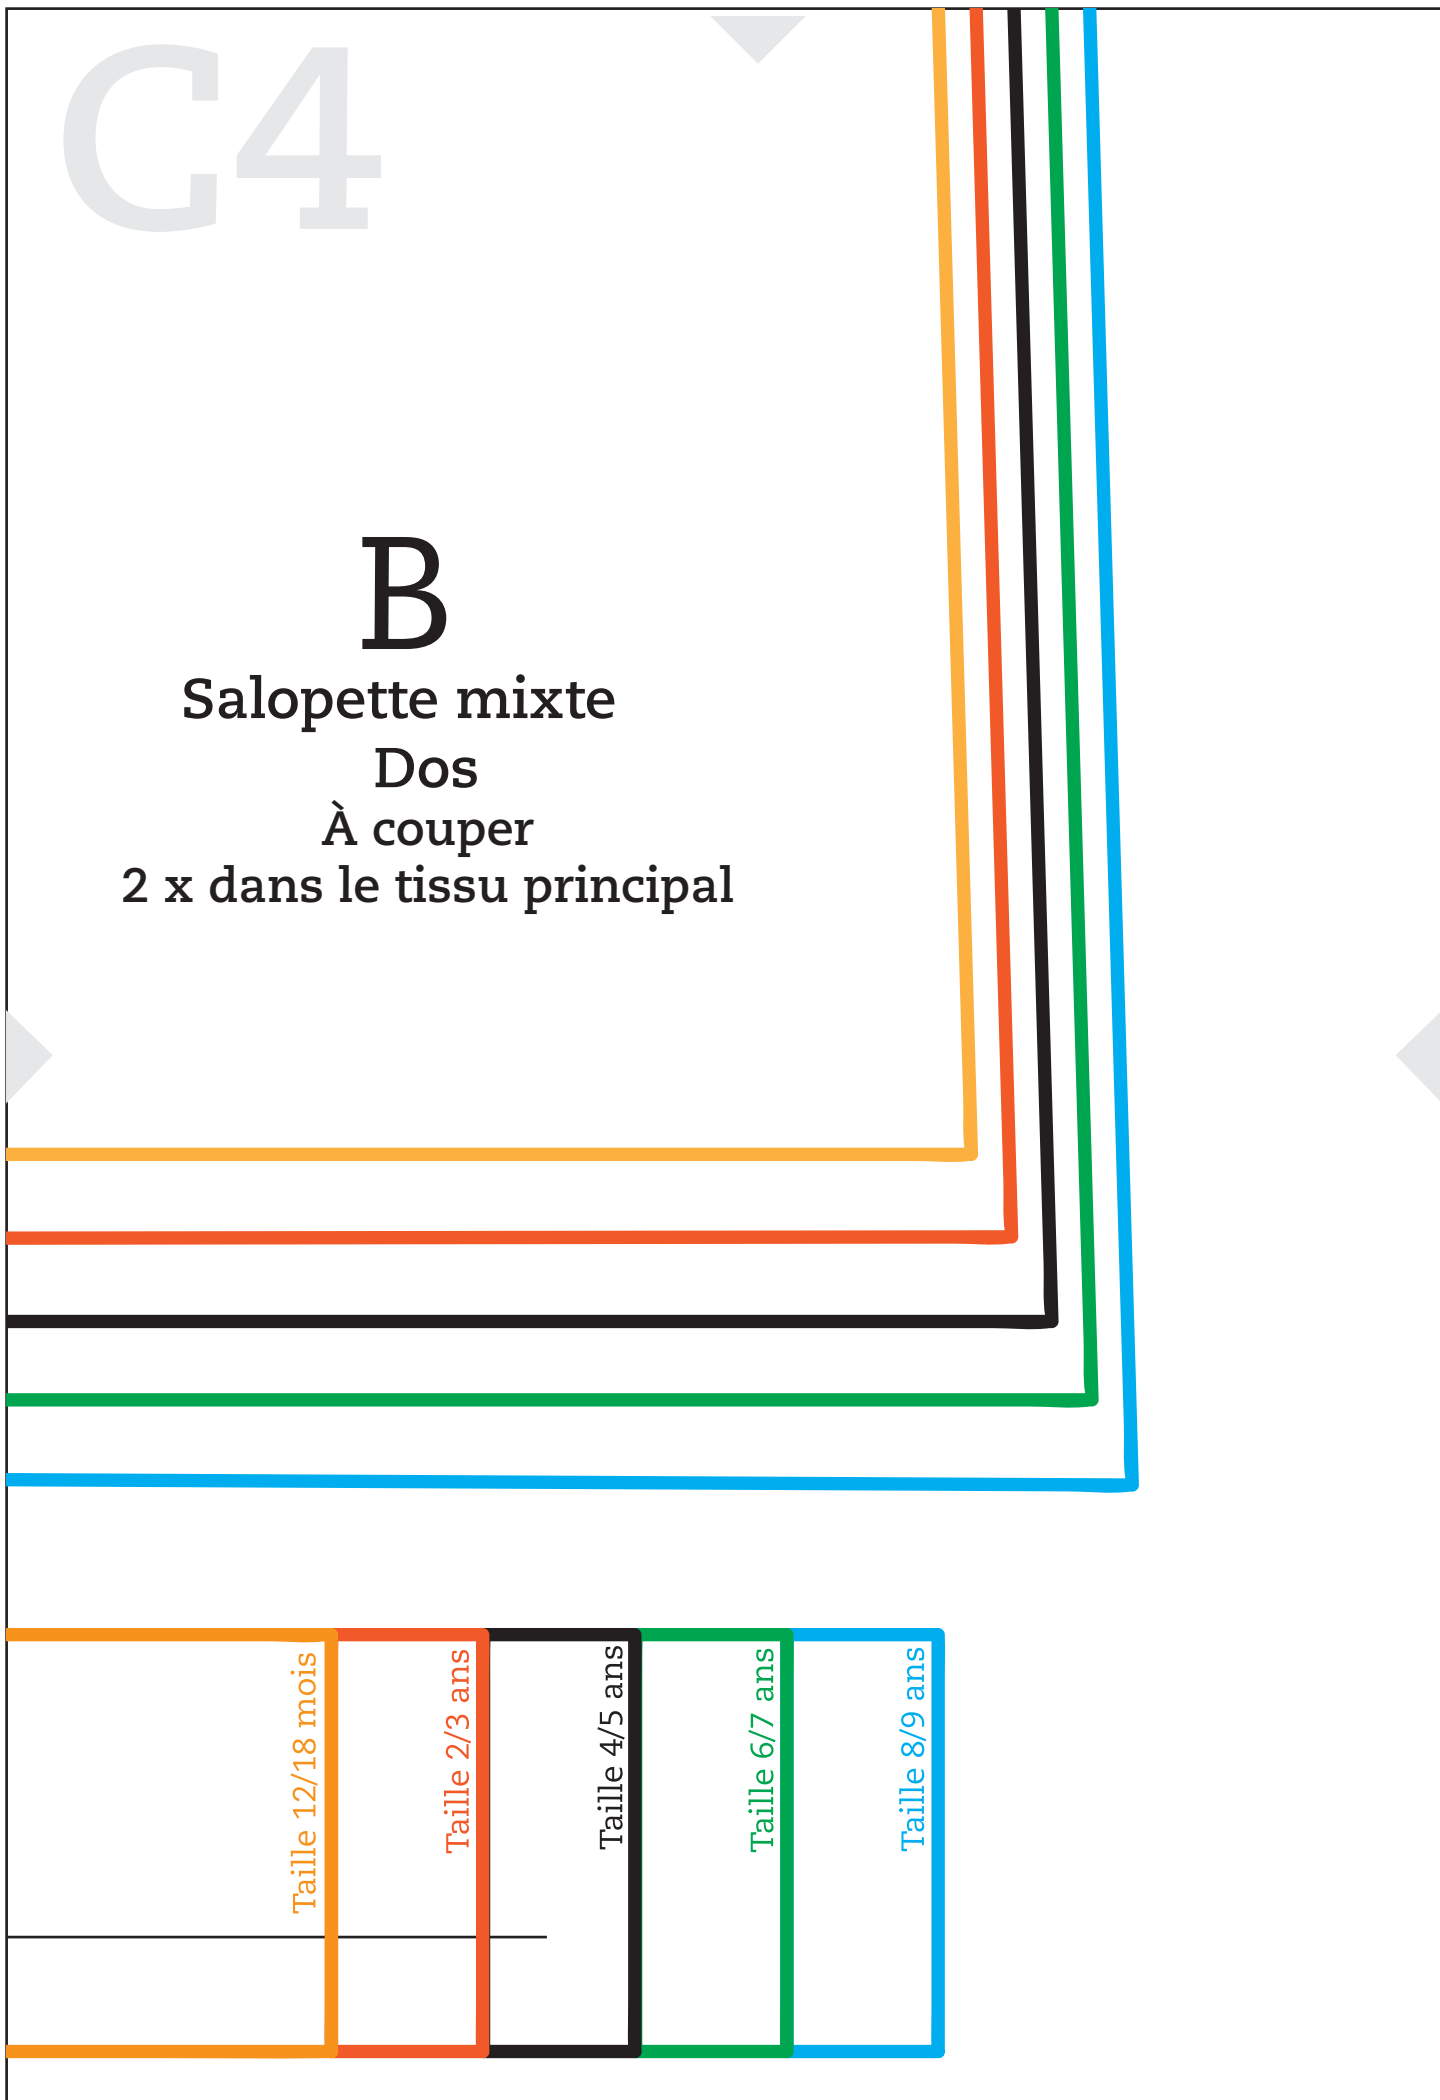 C4
B
Salopette mixte
Dos
À couper
2 x dans le tissu principal
Taille 12/18 mois
Taille 2/3 ans
Taille 4/5 ans
Taille 6/7 ans
Taille 8/9 ans